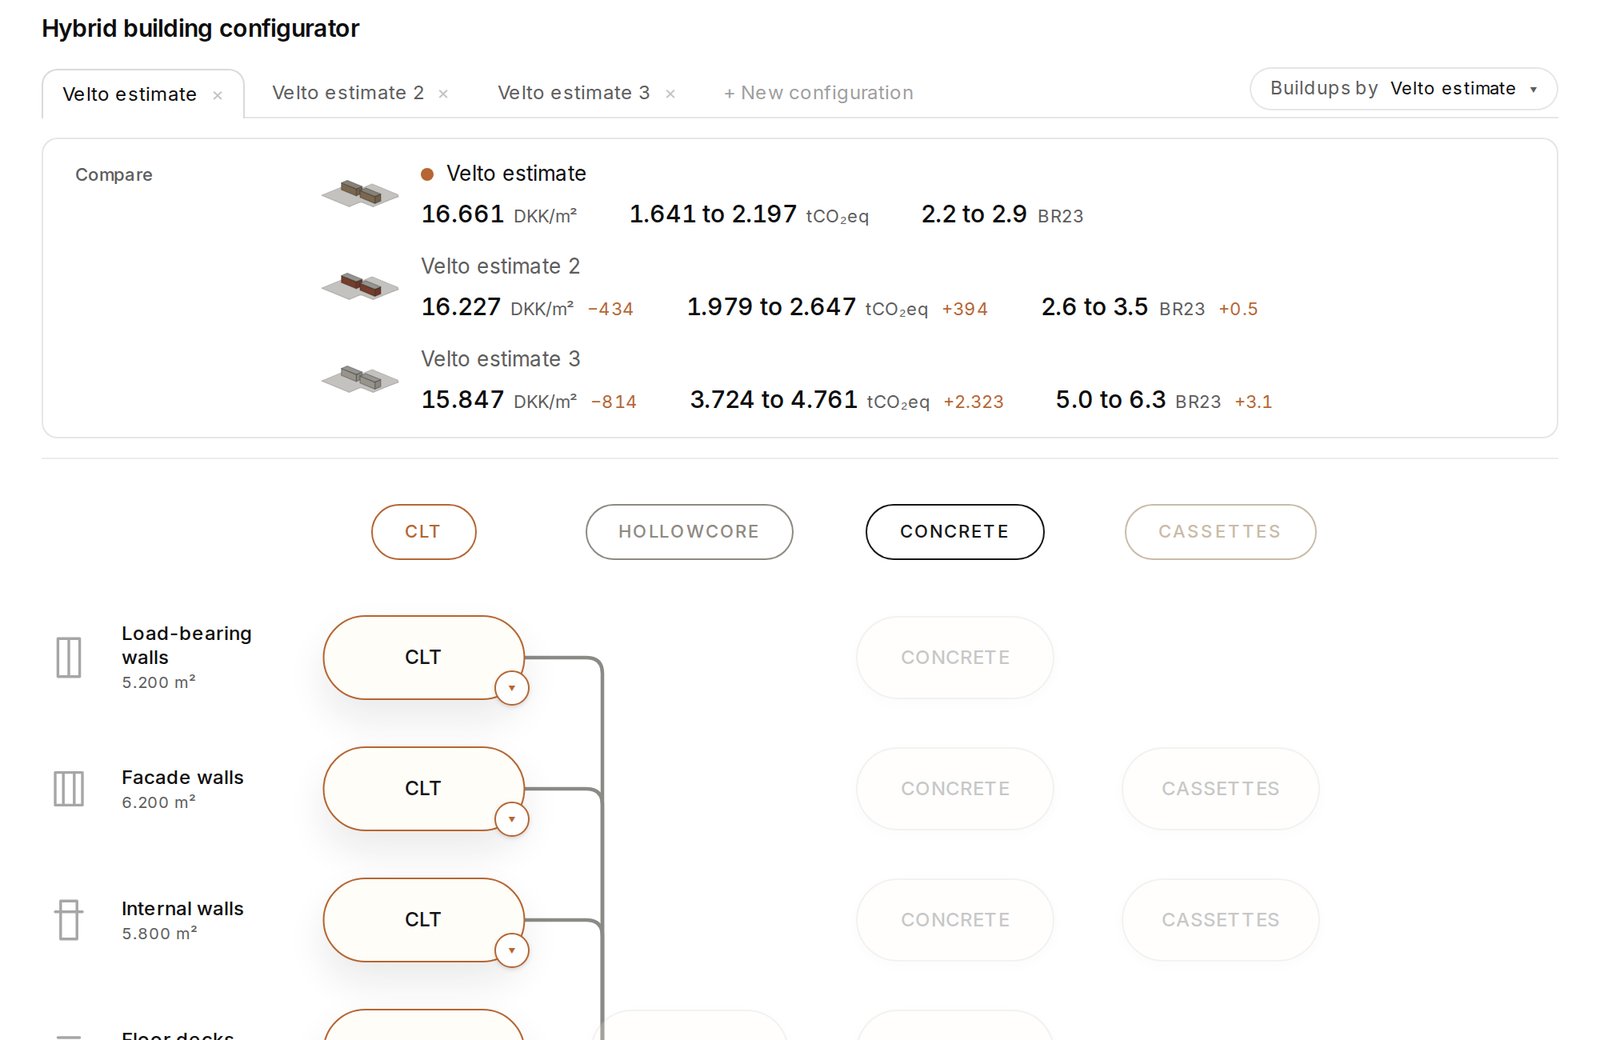 Hybrid building configurator
Velto estimate ×
Velto estimate 2 ×
Velto estimate 3 ×
+ New configuration
Buildups by Velto estimate ▾
Compare
Velto estimate
16.661 DKK/m² 1.641 to 2.197 tCO₂eq 2.2 to 2.9 BR23
Velto estimate 2
16.227 DKK/m² −434 1.979 to 2.647 tCO₂eq +394 2.6 to 3.5 BR23 +0.5
Velto estimate 3
15.847 DKK/m² −814 3.724 to 4.761 tCO₂eq +2.323 5.0 to 6.3 BR23 +3.1
CLT HOLLOWCORE CONCRETE CASSETTES
Load-bearing
walls
5.200 m²
CLT CONCRETE
Facade walls
6.200 m²
CLT CONCRETE CASSETTES
Internal walls
5.800 m²
CLT CONCRETE CASSETTES
Floor decks